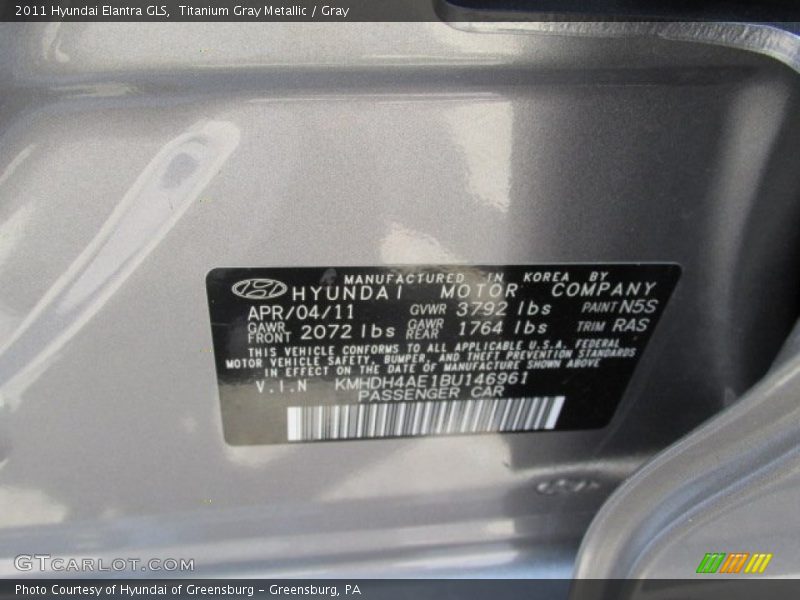 2011 Hyundai Elantra GLS, Titanium Gray Metallic / Gray
MANUFACTURED IN KOREA BY
HYUNDAI MOTOR COMPANY
APR/04/11 GVWR 3792 lbs PAINT N5S
GAWR FRONT 2072 lbs GAWR REAR 1764 lbs TRIM RAS
THIS VEHICLE CONFORMS TO ALL APPLICABLE U.S.A. FEDERAL
MOTOR VEHICLE SAFETY, BUMPER, AND THEFT PREVENTION STANDARDS
IN EFFECT ON THE DATE OF MANUFACTURE SHOWN ABOVE
V.I.N KMHDH4AE1BU146961
PASSENGER CAR
GTCARLOT.COM
Photo Courtesy of Hyundai of Greensburg - Greensburg, PA